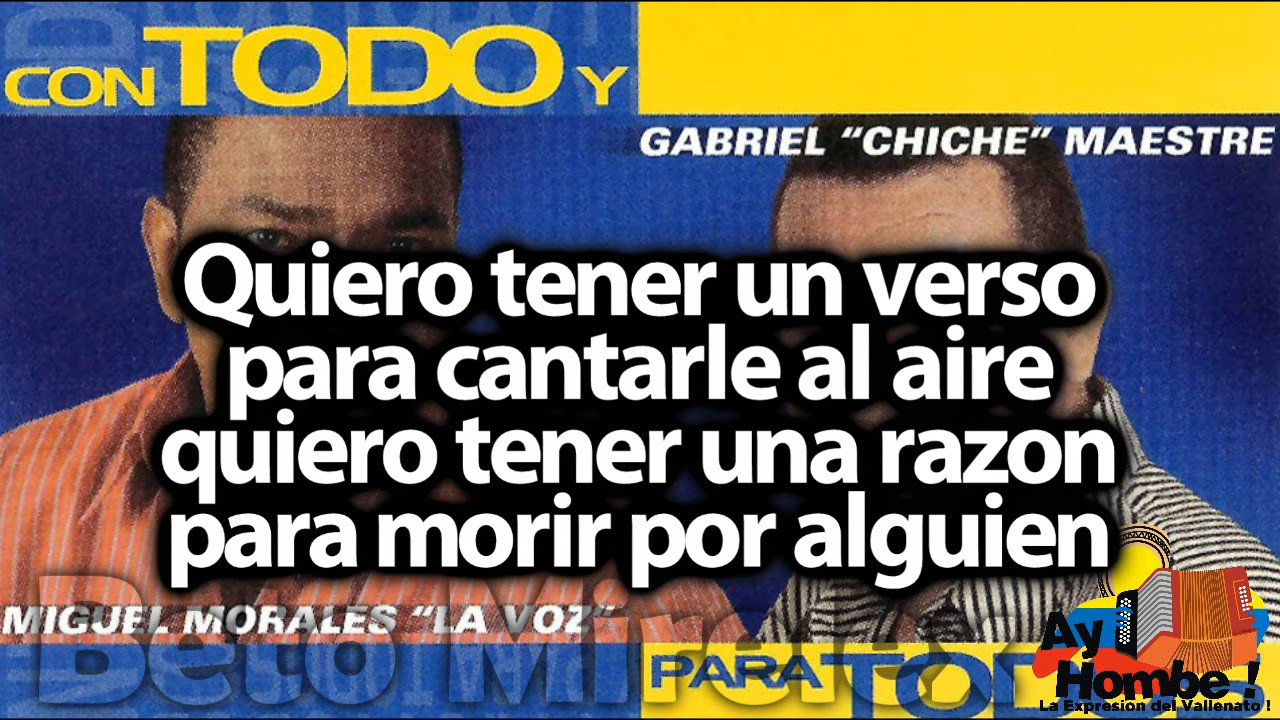 CON TODO Y
GABRIEL "CHICHE" MAESTRE
Quiero tener un verso
para cantarle al aire
quiero tener una razon
para morir por alguien
MIGUEL MORALES "LA VOZ"
Beto
PARA
Ay
Hombe !
La Expresion del Vallenato !